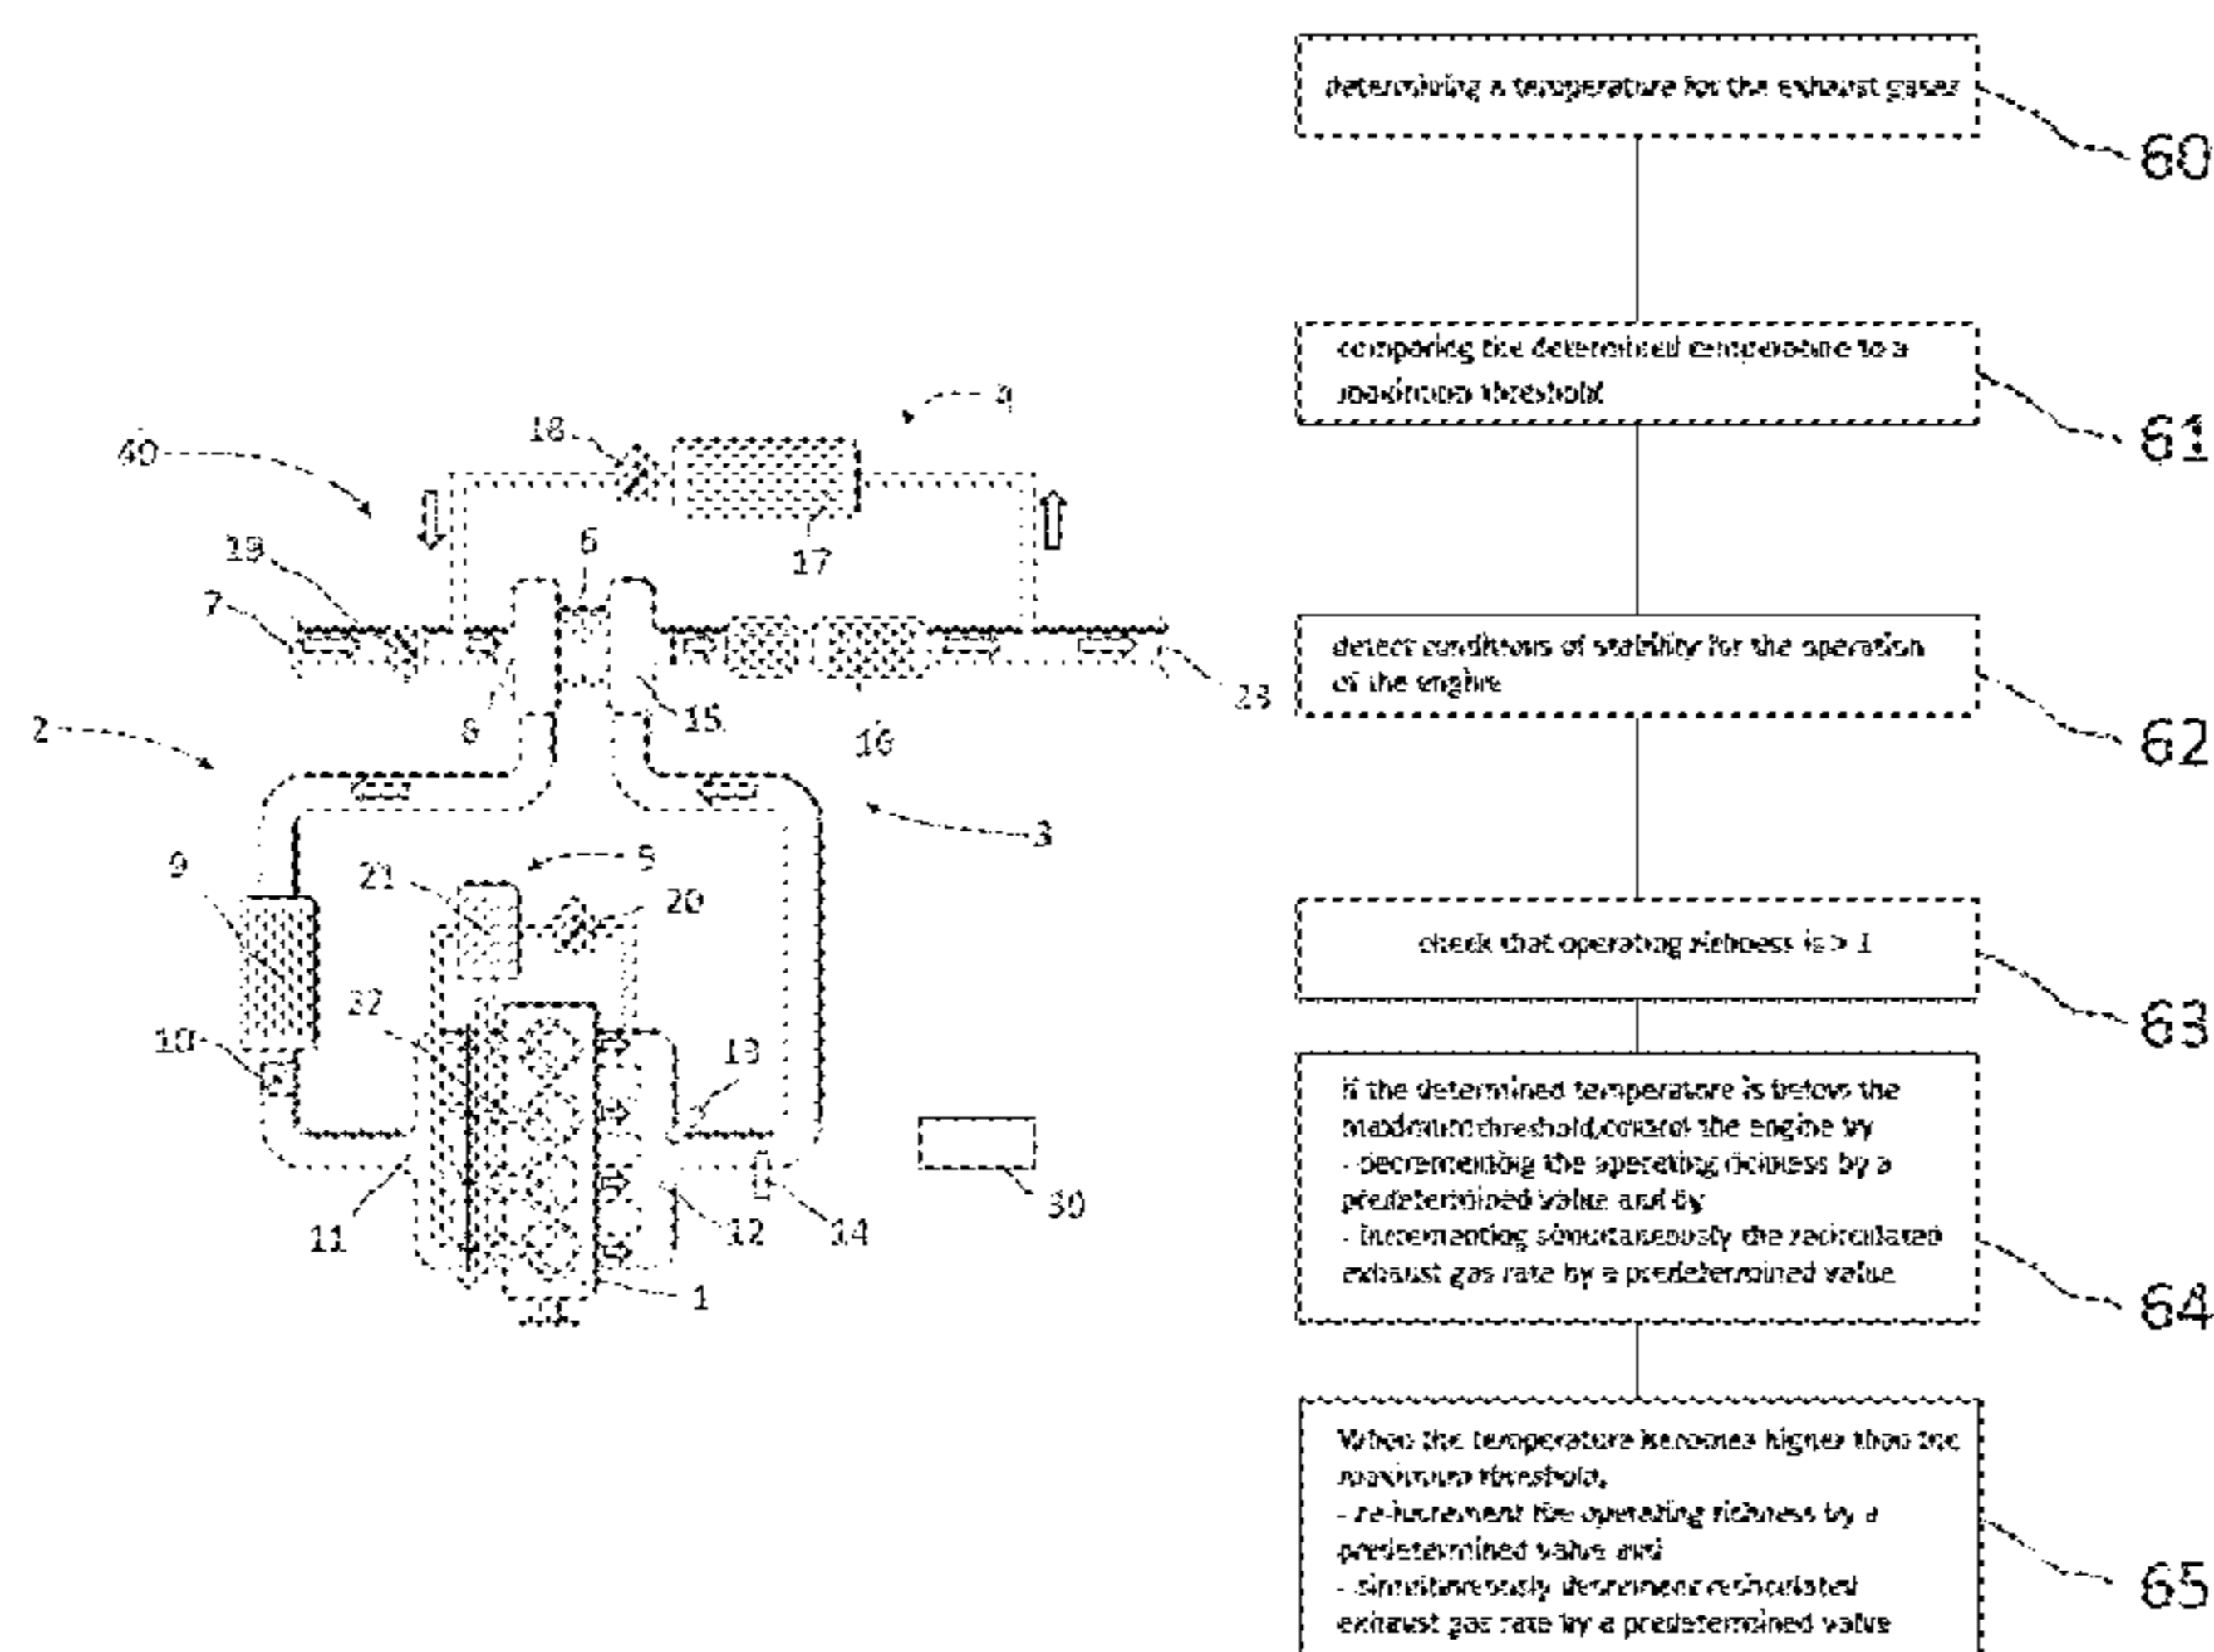 determining a temperature for the exhaust gases
60
comparing the determined temperature to a
maximum threshold
61
detect conditions of stability for the operation
of the engine
62
check that operating richness is > 1
63
if the determined temperature is below the
maximum threshold, control the engine by
- decrementing the operating richness by a
predetermined value and by
- incrementing simultaneously the recirculated
exhaust gas rate by a predetermined value
64
When the temperature becomes higher than the
maximum threshold,
- re-increment the operating richness by a
predetermined value and
- simultaneously decrement recirculated
exhaust gas rate by a predetermined value
65
4
18
40
6
19
17
7
8
15
23
2
16
3
9
21
5
20
22
10
13
11
12
14
30
1